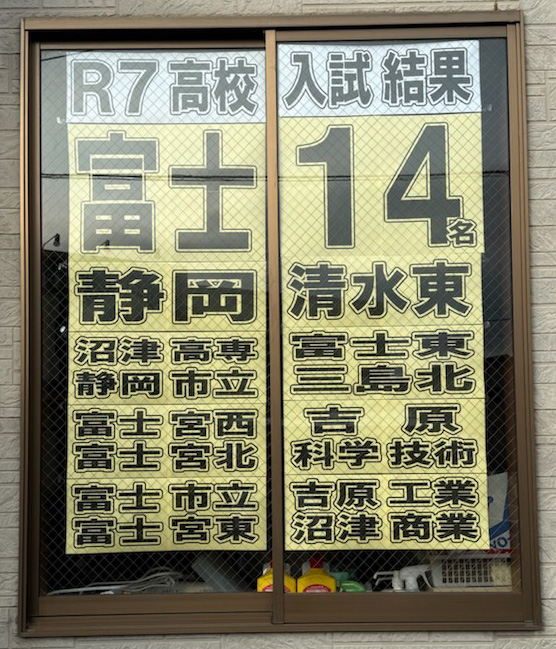 R7 高校 入試 結果
富士 14名
静岡 清水東
沼津高専 富士東
静岡市立 三島北
富士宮西 吉原
富士宮北 科学技術
富士市立 吉原工業
富士宮東 沼津商業